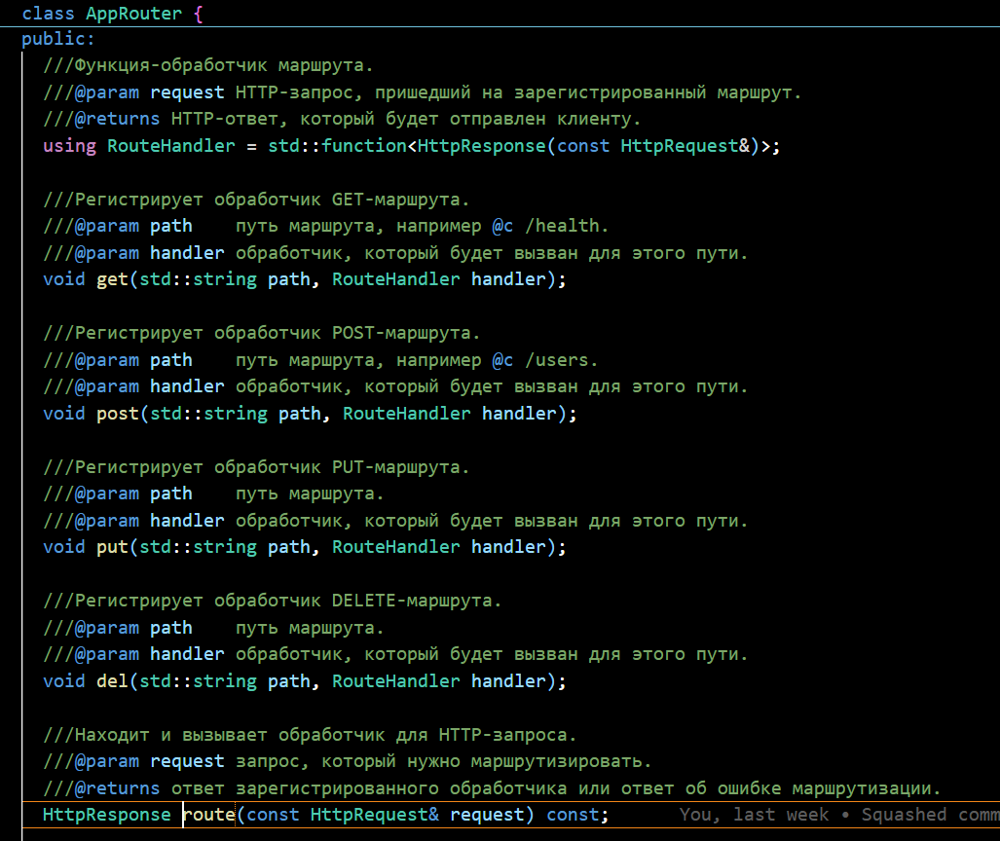 class AppRouter {
public:
///Функция-обработчик маршрута.
///@param request HTTP-запрос, пришедший на зарегистрированный маршрут.
///@returns HTTP-ответ, который будет отправлен клиенту.
using RouteHandler = std::function<HttpResponse(const HttpRequest&)>;
///Регистрирует обработчик GET-маршрута.
///@param path    путь маршрута, например @c /health.
///@param handler обработчик, который будет вызван для этого пути.
void get(std::string path, RouteHandler handler);
///Регистрирует обработчик POST-маршрута.
///@param path    путь маршрута, например @c /users.
///@param handler обработчик, который будет вызван для этого пути.
void post(std::string path, RouteHandler handler);
///Регистрирует обработчик PUT-маршрута.
///@param path    путь маршрута.
///@param handler обработчик, который будет вызван для этого пути.
void put(std::string path, RouteHandler handler);
///Регистрирует обработчик DELETE-маршрута.
///@param path    путь маршрута.
///@param handler обработчик, который будет вызван для этого пути.
void del(std::string path, RouteHandler handler);
///Находит и вызывает обработчик для HTTP-запроса.
///@param request запрос, который нужно маршрутизировать.
///@returns ответ зарегистрированного обработчика или ответ об ошибке маршрутизации.
HttpResponse route(const HttpRequest& request) const; You, last week • Squashed comm